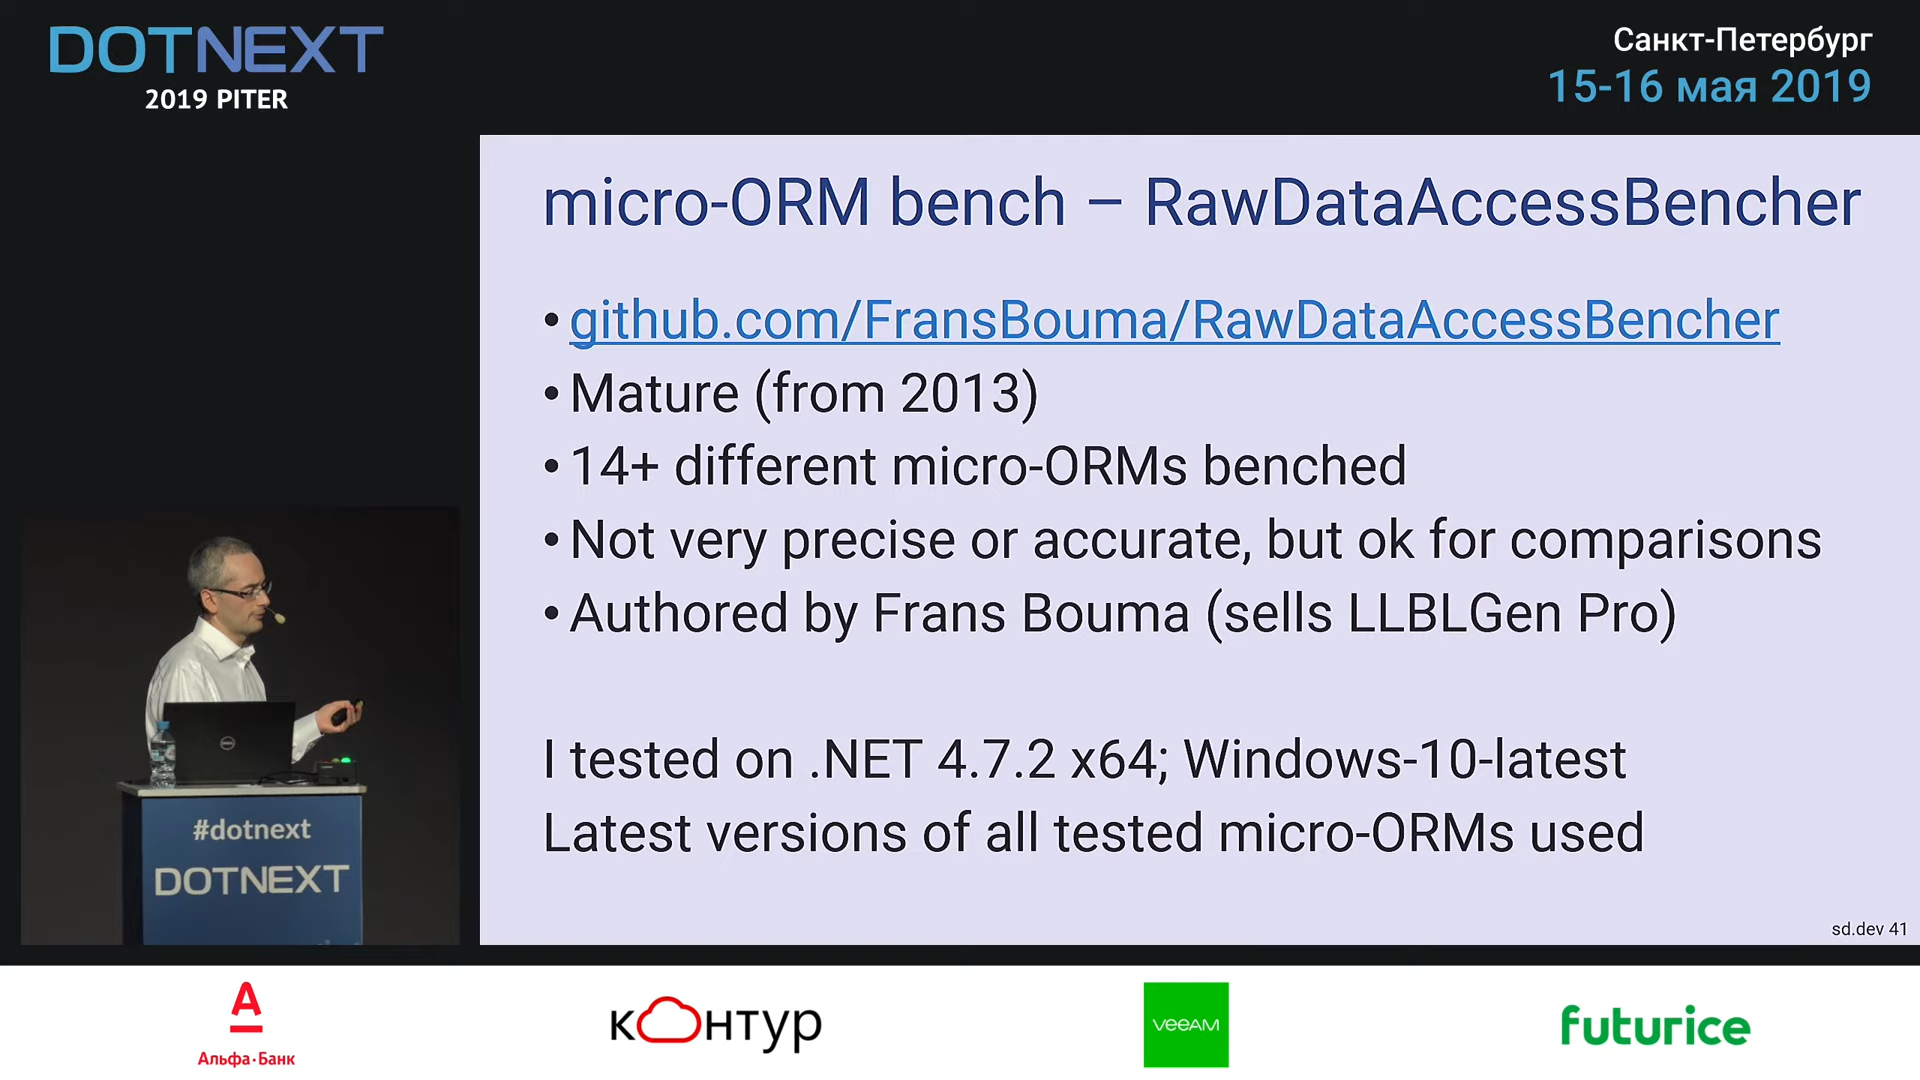 DOTNEXT
2019 PITER
Санкт-Петербург
15-16 мая 2019
micro-ORM bench – RawDataAccessBencher
• github.com/FransBouma/RawDataAccessBencher
• Mature (from 2013)
• 14+ different micro-ORMs benched
• Not very precise or accurate, but ok for comparisons
• Authored by Frans Bouma (sells LLBLGen Pro)
I tested on .NET 4.7.2 x64; Windows-10-latest
Latest versions of all tested micro-ORMs used
sd.dev 41
DELL
#dotnext
DOTNEXT
А
Альфа·Банк
контур
veeAM
futurice